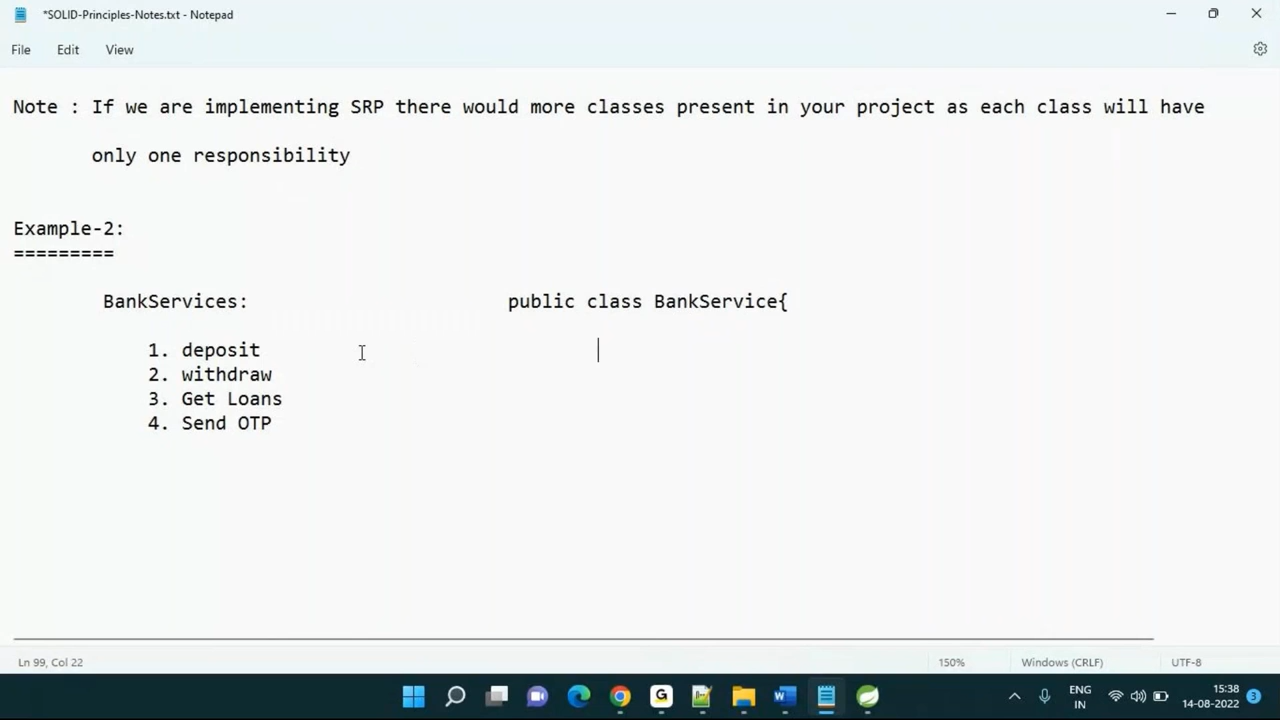 *SOLID-Principles-Notes.txt - Notepad
File Edit View
Note : If we are implementing SRP there would more classes present in your project as each class will have
only one responsibility
Example-2:
=========
BankServices: public class BankService{
1. deposit
2. withdraw
3. Get Loans
4. Send OTP
Ln 99, Col 22 150% Windows (CRLF) UTF-8
ENG 15:38
IN 14-08-2022 3